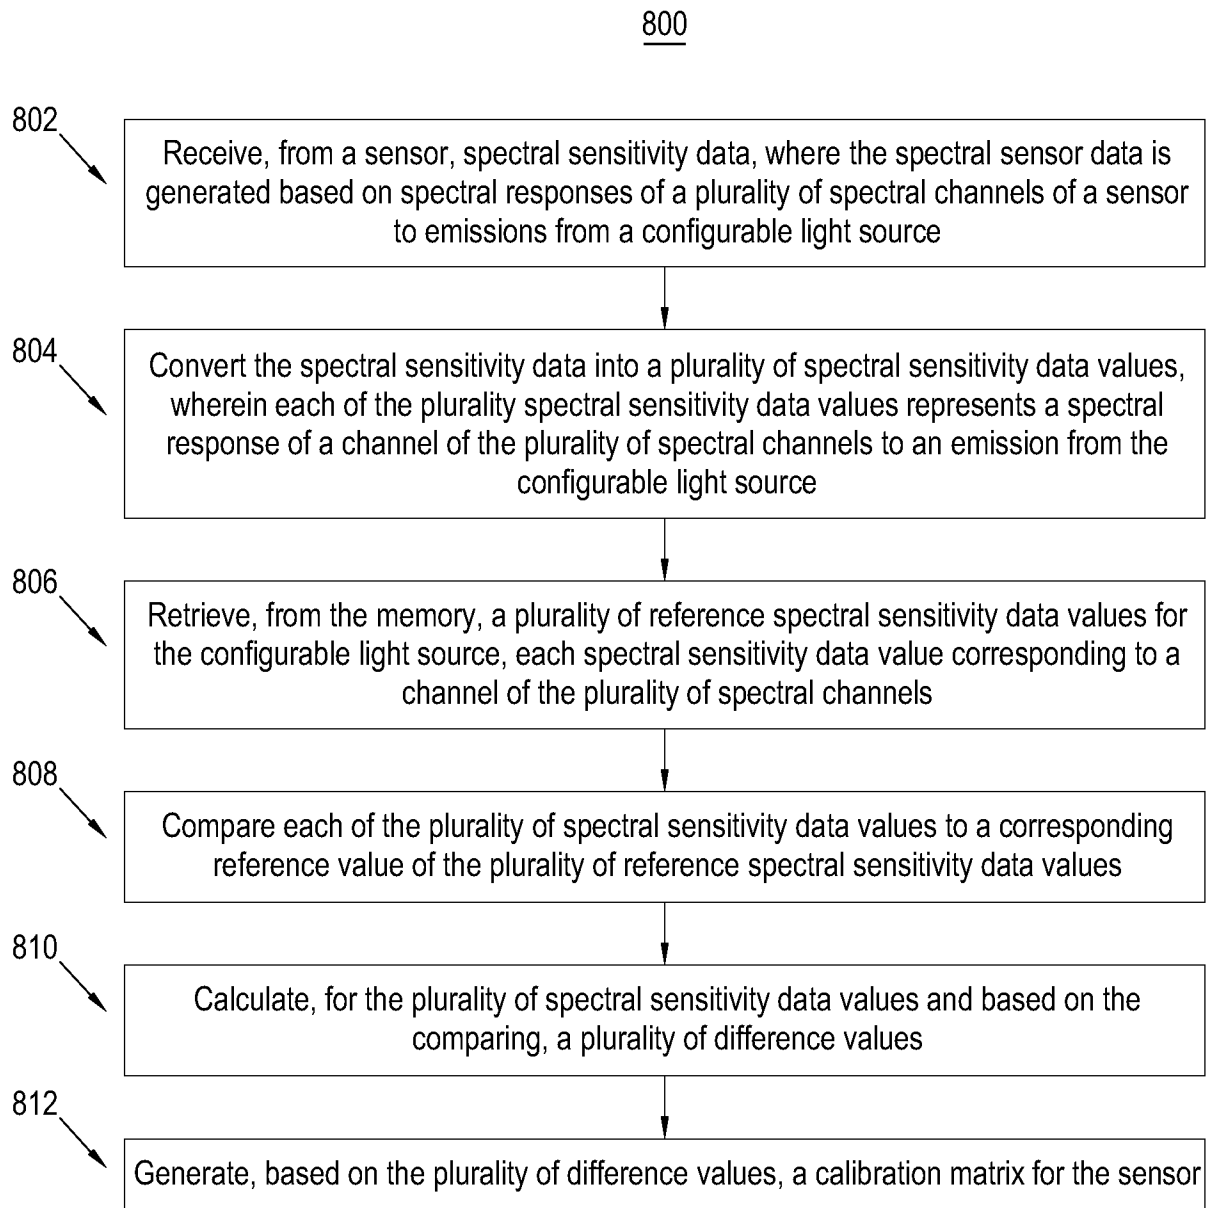 800
802
Receive, from a sensor, spectral sensitivity data, where the spectral sensor data is
generated based on spectral responses of a plurality of spectral channels of a sensor
to emissions from a configurable light source
804
Convert the spectral sensitivity data into a plurality of spectral sensitivity data values,
wherein each of the plurality spectral sensitivity data values represents a spectral
response of a channel of the plurality of spectral channels to an emission from the
configurable light source
806
Retrieve, from the memory, a plurality of reference spectral sensitivity data values for
the configurable light source, each spectral sensitivity data value corresponding to a
channel of the plurality of spectral channels
808
Compare each of the plurality of spectral sensitivity data values to a corresponding
reference value of the plurality of reference spectral sensitivity data values
810
Calculate, for the plurality of spectral sensitivity data values and based on the
comparing, a plurality of difference values
812
Generate, based on the plurality of difference values, a calibration matrix for the sensor